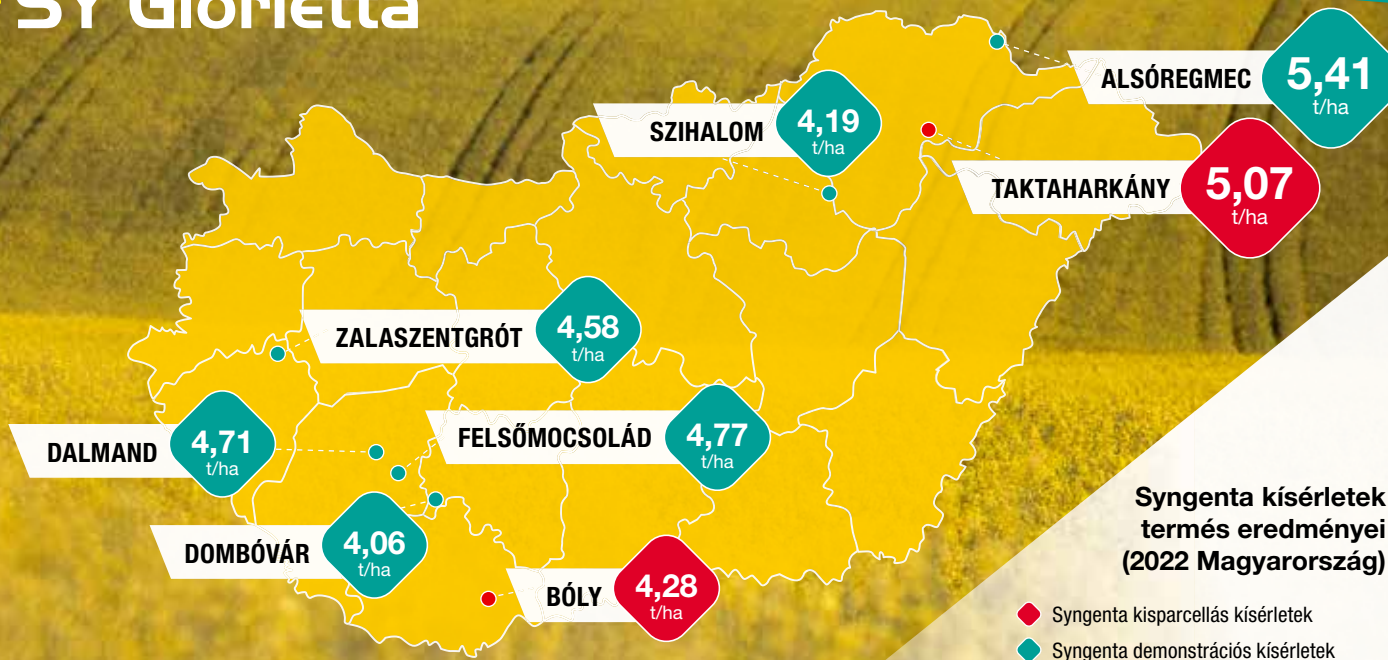 SY Glorietta
ALSÓREGMEC
5,41
t/ha
SZIHALOM
4,19
t/ha
TAKTAHARKÁNY
5,07
t/ha
ZALASZENTGRÓT
4,58
t/ha
DALMAND
4,71
t/ha
FELSŐMOCSOLÁD
4,77
t/ha
DOMBÓVÁR
4,06
t/ha
BÓLY
4,28
t/ha
Syngenta kísérletek
termés eredményei
(2022 Magyarország)
Syngenta kisparcellás kísérletek
Syngenta demonstrációs kísérletek